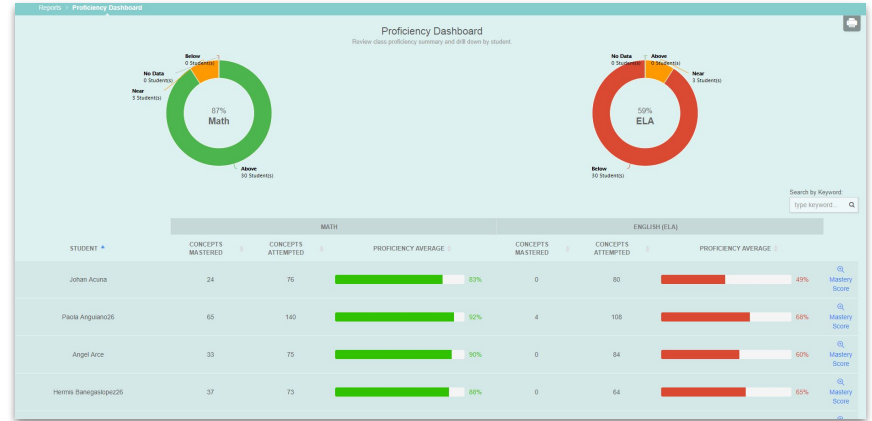 Reports / Proficiency Dashboard
Proficiency Dashboard
Review class proficiency summary and drill down by student.
Below
0 Student(s)
No Data
0 Student(s)
Near
3 Student(s)
87%
Math
Above
30 Student(s)
No Data
0 Student(s)
Above
0 Student(s)
Near
3 Student(s)
59%
ELA
Below
30 Student(s)
Search by Keyword:
type keyword...
MATH ENGLISH (ELA)
STUDENT CONCEPTS MASTERED CONCEPTS ATTEMPTED PROFICIENCY AVERAGE CONCEPTS MASTERED CONCEPTS ATTEMPTED PROFICIENCY AVERAGE
Johan Acuna 24 76 83% 0 80 49% Mastery Score
Paola Anguiano26 65 140 92% 4 108 68% Mastery Score
Angel Arce 33 75 90% 0 84 60% Mastery Score
Hermis Banegaslopez26 37 73 88% 0 64 65% Mastery Score